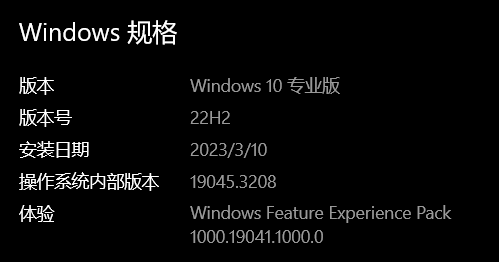 Windows 规格
版本 Windows 10 专业版
版本号 22H2
安装日期 2023/3/10
操作系统内部版本 19045.3208
体验 Windows Feature Experience Pack
1000.19041.1000.0